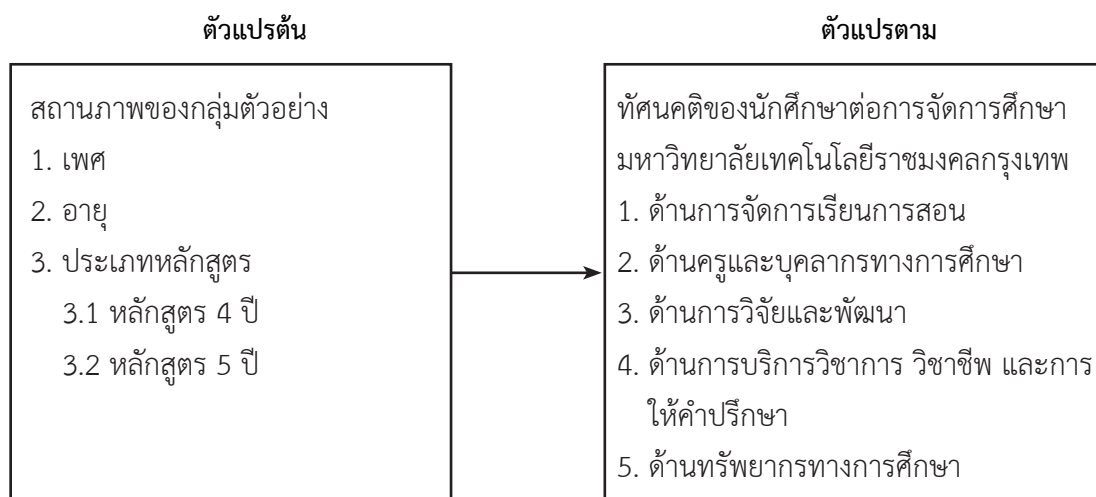 ตัวแปรต้น
สถานภาพของกลุ่มตัวอย่าง
1. เพศ
2. อายุ
3. ประเภทหลักสูตร
3.1 หลักสูตร 4 ปี
3.2 หลักสูตร 5 ปี
ตัวแปรตาม
ทัศนคติของนักศึกษาต่อการจัดการศึกษา
มหาวิทยาลัยเทคโนโลยีราชมงคลกรุงเทพ
1. ด้านการจัดการเรียนการสอน
2. ด้านครูและบุคลากรทางการศึกษา
3. ด้านการวิจัยและพัฒนา
4. ด้านการบริการวิชาการ วิชาชีพ และการ
ให้คำปรึกษา
5. ด้านทรัพยากรทางการศึกษา